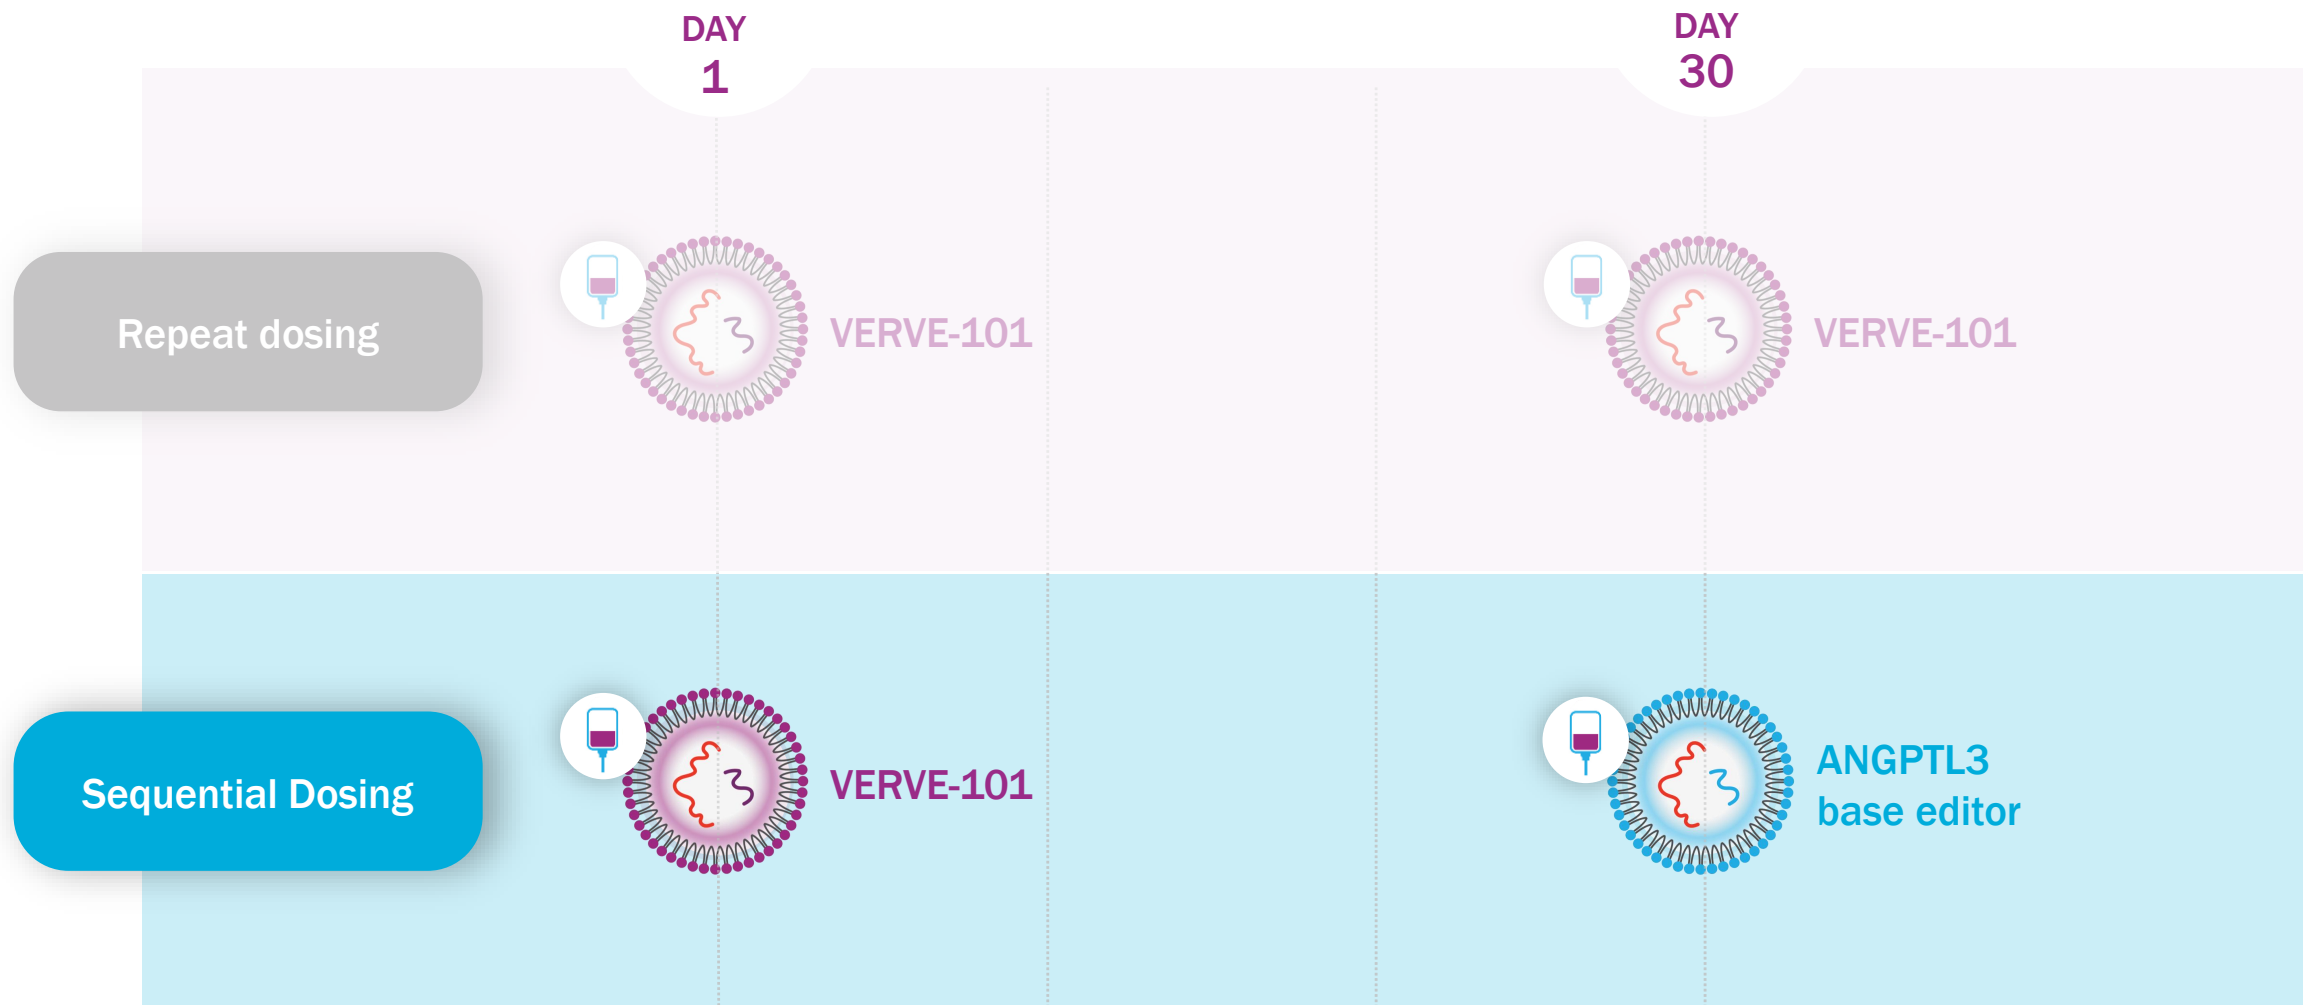 DAY
1
DAY
30
Repeat dosing
VERVE-101
VERVE-101
Sequential Dosing
VERVE-101
ANGPTL3
base editor